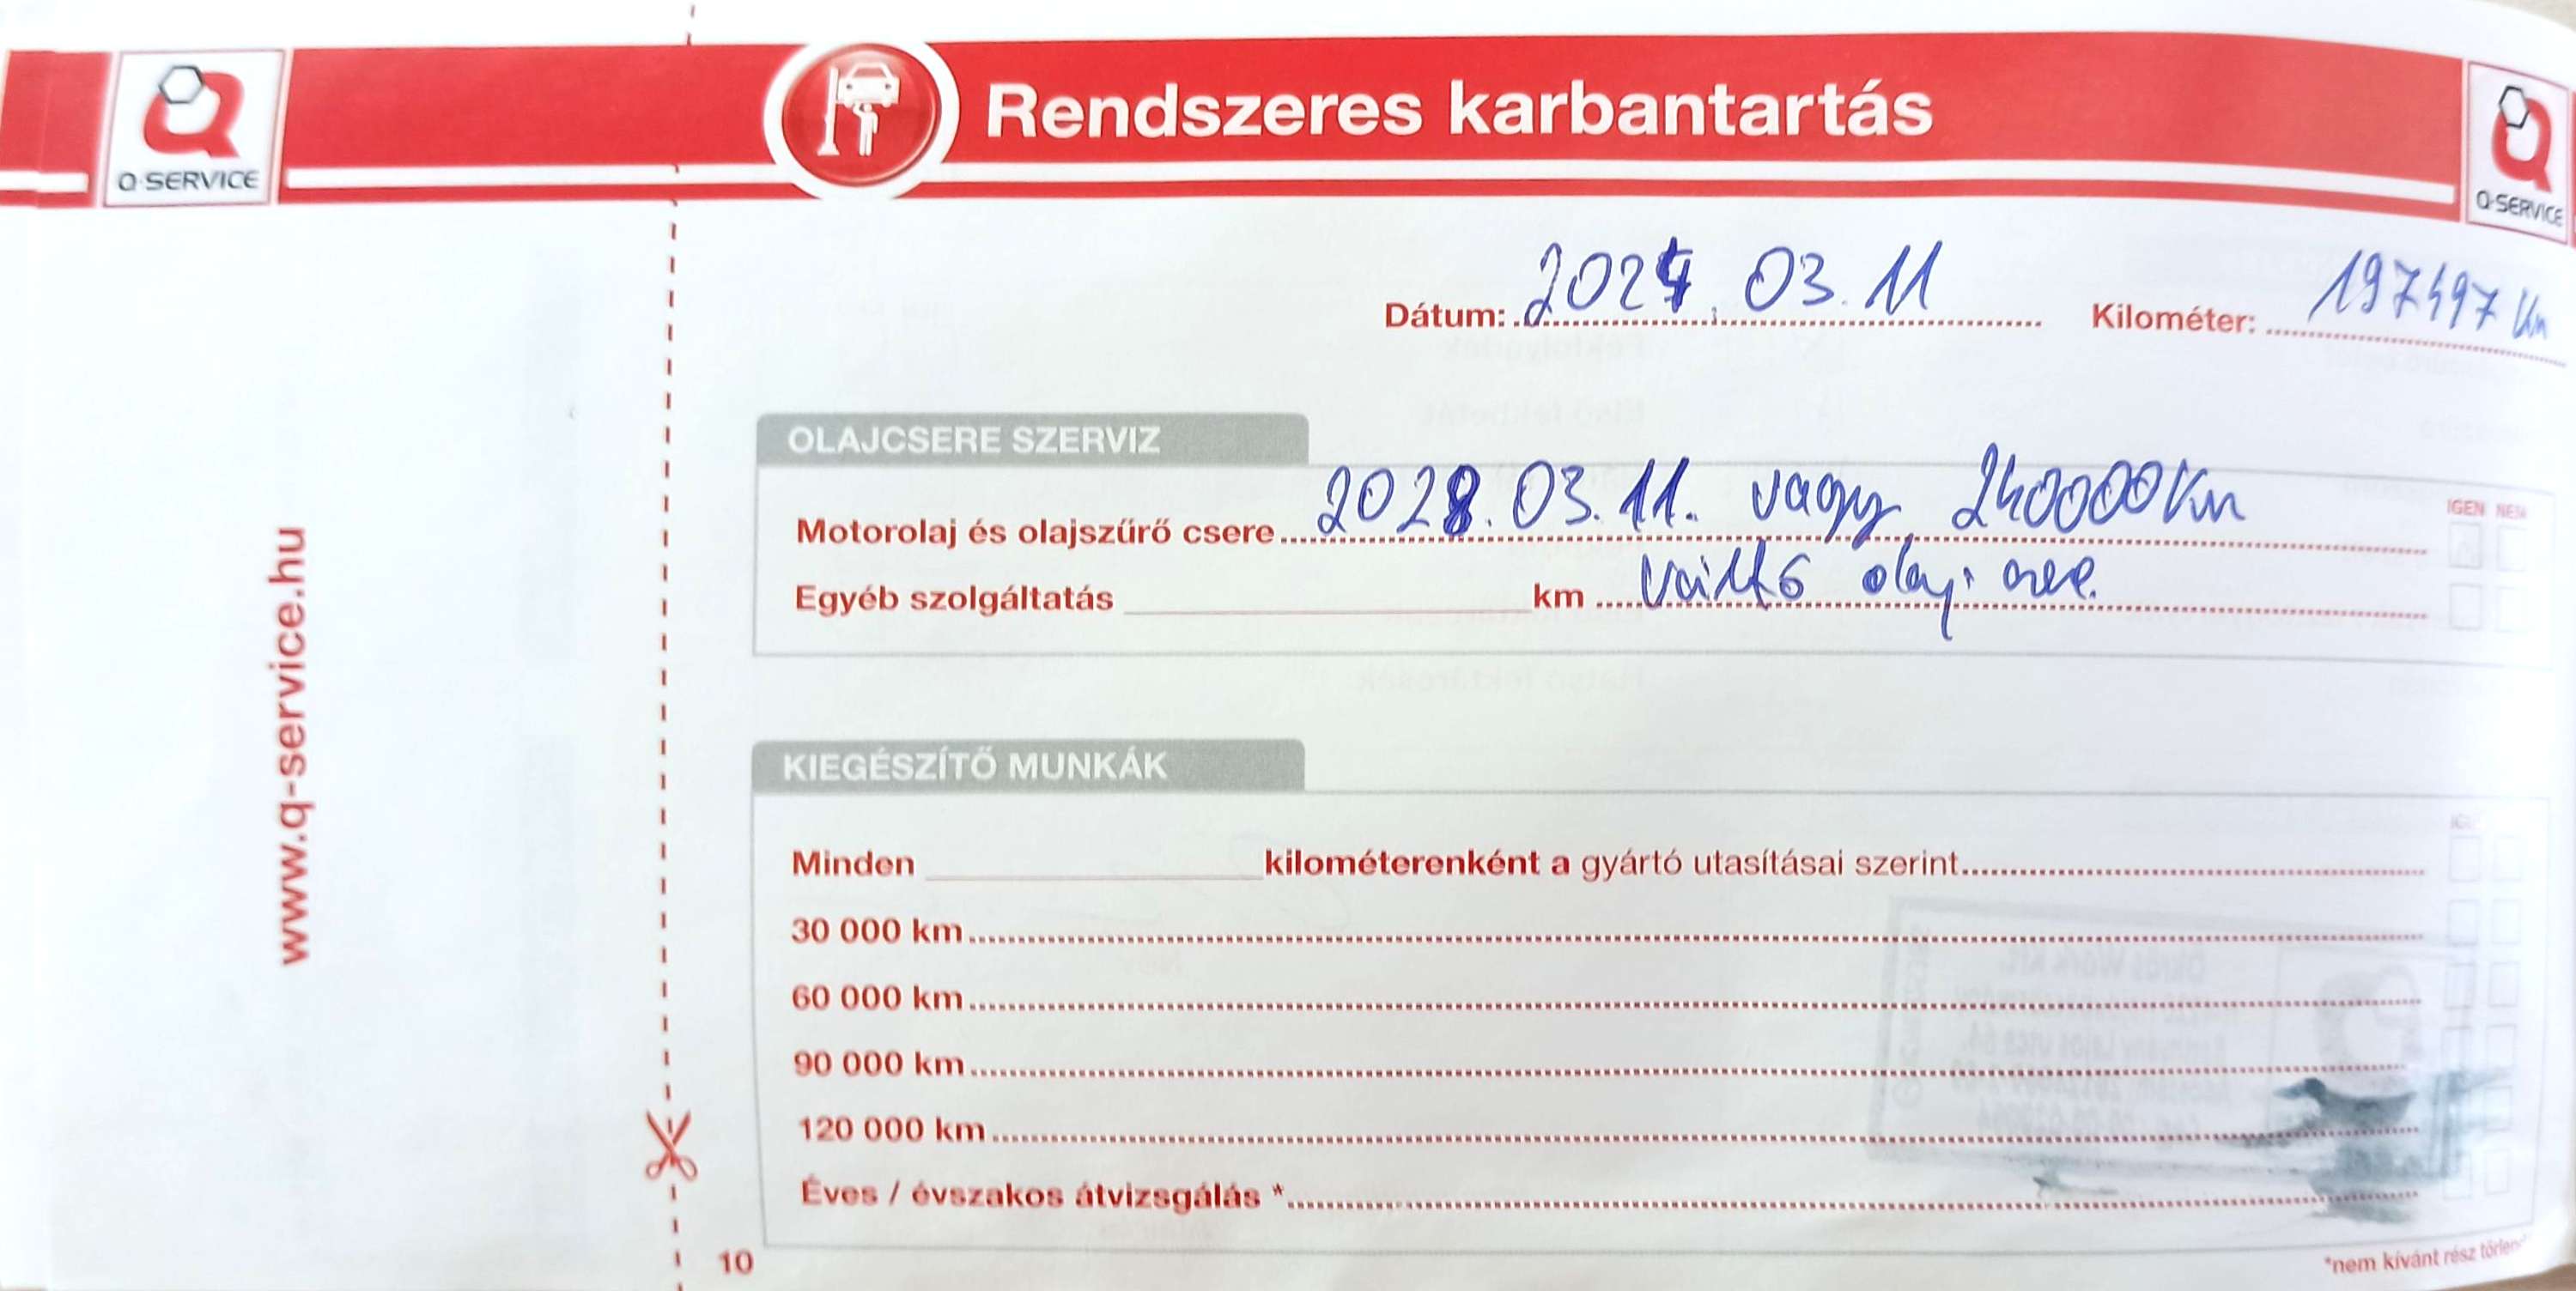 Q-SERVICE
Rendszeres karbantartás
Q-SERVICE
Dátum: 2024. 03. 11 Kilométer: 197497 km
OLAJCSERE SZERVIZ
IGEN NEM
Motorolaj és olajszűrő csere 2028. 03. 11. vagy 240000 km
Egyéb szolgáltatás km váltó olaj csere.
www.q-service.hu
KIEGÉSZÍTŐ MUNKÁK
Minden kilométerenként a gyártó utasításai szerint
30 000 km
60 000 km
90 000 km
120 000 km
Éves / évszakos átvizsgálás *
10
*nem kívánt rész